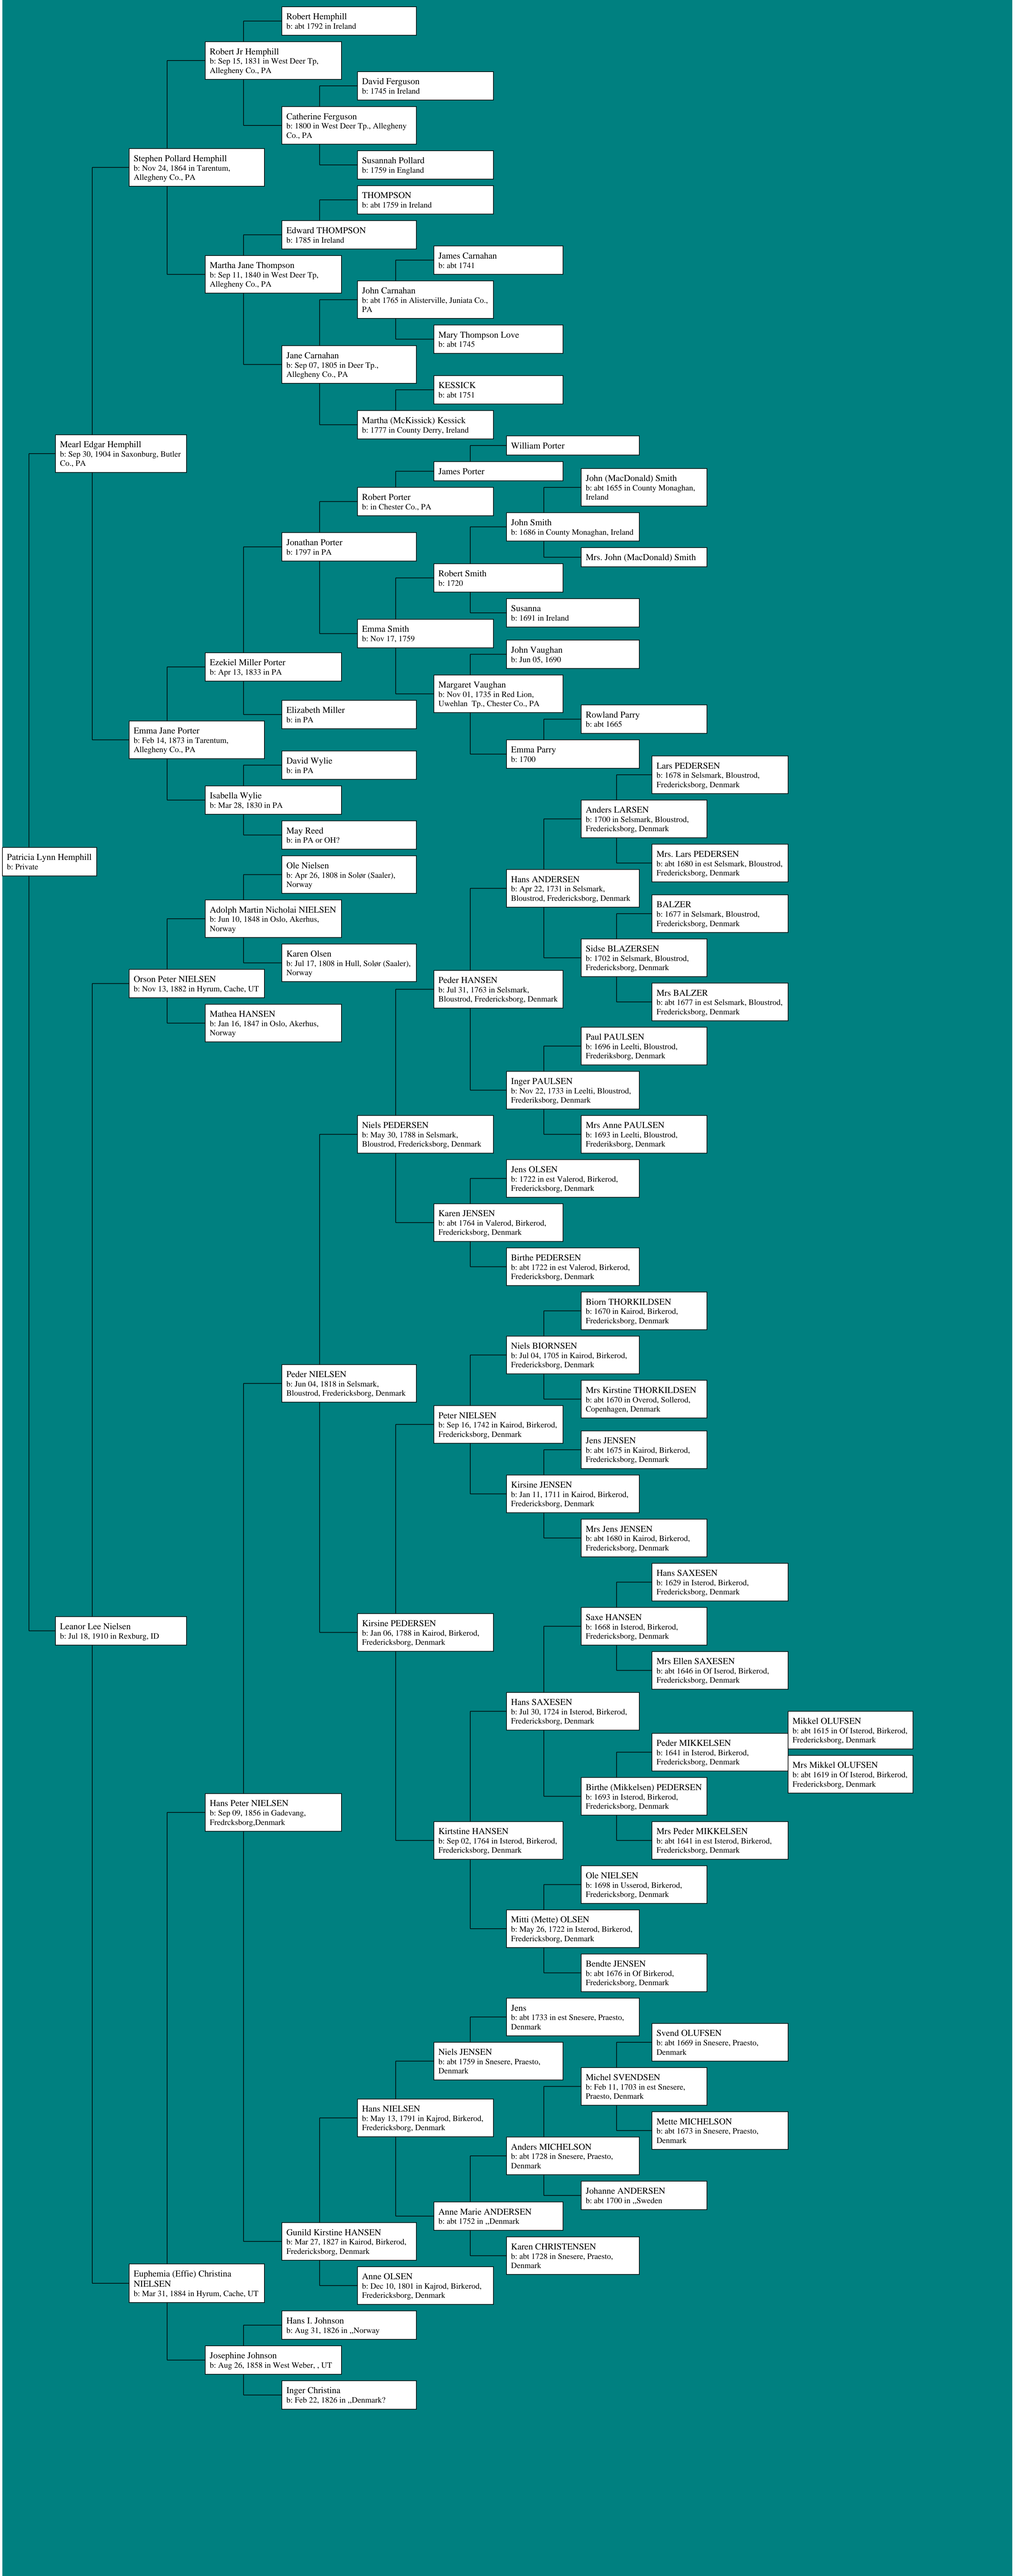 Robert Hemphill
b: abt 1792 in Ireland
Robert Jr Hemphill
b: Sep 15, 1831 in West Deer Tp,
Allegheny Co., PA
David Ferguson
b: 1745 in Ireland
Catherine Ferguson
b: 1800 in West Deer Tp., Allegheny
Co., PA
Susannah Pollard
b: 1759 in England
Stephen Pollard Hemphill
b: Nov 24, 1864 in Tarentum,
Allegheny Co., PA
THOMPSON
b: abt 1759 in Ireland
Edward THOMPSON
b: 1785 in Ireland
Martha Jane Thompson
b: Sep 11, 1840 in West Deer Tp,
Allegheny Co., PA
James Carnahan
b: abt 1741
John Carnahan
b: abt 1765 in Alisterville, Juniata Co.,
PA
Mary Thompson Love
b: abt 1745
Jane Carnahan
b: Sep 07, 1805 in Deer Tp.,
Allegheny Co., PA
KESSICK
b: abt 1751
Martha (McKissick) Kessick
b: 1777 in County Derry, Ireland
Mearl Edgar Hemphill
b: Sep 30, 1904 in Saxonburg, Butler
Co., PA
William Porter
James Porter
Robert Porter
b: in Chester Co., PA
John (MacDonald) Smith
b: abt 1655 in County Monaghan,
Ireland
John Smith
b: 1686 in County Monaghan, Ireland
Mrs. John (MacDonald) Smith
Jonathan Porter
b: 1797 in PA
Robert Smith
b: 1720
Susanna
b: 1691 in Ireland
Emma Smith
b: Nov 17, 1759
John Vaughan
b: Jun 05, 1690
Margaret Vaughan
b: Nov 01, 1735 in Red Lion,
Uwehlan  Tp., Chester Co., PA
Rowland Parry
b: abt 1665
Emma Parry
b: 1700
Ezekiel Miller Porter
b: Apr 13, 1833 in PA
Elizabeth Miller
b: in PA
Emma Jane Porter
b: Feb 14, 1873 in Tarentum,
Allegheny Co., PA
David Wylie
b: in PA
Isabella Wylie
b: Mar 28, 1830 in PA
May Reed
b: in PA or OH?
Patricia Lynn Hemphill
b: Private
Ole Nielsen
b: Apr 26, 1808 in Solør (Saaler),
Norway
Adolph Martin Nicholai NIELSEN
b: Jun 10, 1848 in Oslo, Akerhus,
Norway
Karen Olsen
b: Jul 17, 1808 in Hull, Solør (Saaler),
Norway
Orson Peter NIELSEN
b: Nov 13, 1882 in Hyrum, Cache, UT
Mathea HANSEN
b: Jan 16, 1847 in Oslo, Akerhus,
Norway
Lars PEDERSEN
b: 1678 in Selsmark, Bloustrod,
Fredericksborg, Denmark
Anders LARSEN
b: 1700 in Selsmark, Bloustrod,
Fredericksborg, Denmark
Mrs. Lars PEDERSEN
b: abt 1680 in est Selsmark, Bloustrod,
Fredericksborg, Denmark
Hans ANDERSEN
b: Apr 22, 1731 in Selsmark,
Bloustrod, Fredericksborg, Denmark
BALZER
b: 1677 in Selsmark, Bloustrod,
Fredericksborg, Denmark
Sidse BLAZERSEN
b: 1702 in Selsmark, Bloustrod,
Fredericksborg, Denmark
Mrs BALZER
b: abt 1677 in est Selsmark, Bloustrod,
Fredericksborg, Denmark
Peder HANSEN
b: Jul 31, 1763 in Selsmark,
Bloustrod, Fredericksborg, Denmark
Paul PAULSEN
b: 1696 in Leelti, Bloustrod,
Frederiksborg, Denmark
Inger PAULSEN
b: Nov 22, 1733 in Leelti, Bloustrod,
Frederiksborg, Denmark
Mrs Anne PAULSEN
b: 1693 in Leelti, Bloustrod,
Frederiksborg, Denmark
Niels PEDERSEN
b: May 30, 1788 in Selsmark,
Bloustrod, Fredericksborg, Denmark
Jens OLSEN
b: 1722 in est Valerod, Birkerod,
Fredericksborg, Denmark
Karen JENSEN
b: abt 1764 in Valerod, Birkerod,
Fredericksborg, Denmark
Birthe PEDERSEN
b: abt 1722 in est Valerod, Birkerod,
Fredericksborg, Denmark
Peder NIELSEN
b: Jun 04, 1818 in Selsmark,
Bloustrod, Fredericksborg, Denmark
Biorn THORKILDSEN
b: 1670 in Kairod, Birkerod,
Fredericksborg, Denmark
Niels BIORNSEN
b: Jul 04, 1705 in Kairod, Birkerod,
Fredericksborg, Denmark
Mrs Kirstine THORKILDSEN
b: abt 1670 in Overod, Sollerod,
Copenhagen, Denmark
Peter NIELSEN
b: Sep 16, 1742 in Kairod, Birkerod,
Fredericksborg, Denmark
Jens JENSEN
b: abt 1675 in Kairod, Birkerod,
Fredericksborg, Denmark
Kirsine JENSEN
b: Jan 11, 1711 in Kairod, Birkerod,
Fredericksborg, Denmark
Mrs Jens JENSEN
b: abt 1680 in Kairod, Birkerod,
Fredericksborg, Denmark
Kirsine PEDERSEN
b: Jan 06, 1788 in Kairod, Birkerod,
Fredericksborg, Denmark
Hans SAXESEN
b: 1629 in Isterod, Birkerod,
Fredericksborg, Denmark
Saxe HANSEN
b: 1668 in Isterod, Birkerod,
Fredericksborg, Denmark
Mrs Ellen SAXESEN
b: abt 1646 in Of Iserod, Birkerod,
Fredericksborg, Denmark
Hans SAXESEN
b: Jul 30, 1724 in Isterod, Birkerod,
Fredericksborg, Denmark
Mikkel OLUFSEN
b: abt 1615 in Of Isterod, Birkerod,
Fredericksborg, Denmark
Peder MIKKELSEN
b: 1641 in Isterod, Birkerod,
Fredericksborg, Denmark
Mrs Mikkel OLUFSEN
b: abt 1619 in Of Isterod, Birkerod,
Fredericksborg, Denmark
Birthe (Mikkelsen) PEDERSEN
b: 1693 in Isterod, Birkerod,
Fredericksborg, Denmark
Mrs Peder MIKKELSEN
b: abt 1641 in est Isterod, Birkerod,
Fredericksborg, Denmark
Kirtstine HANSEN
b: Sep 02, 1764 in Isterod, Birkerod,
Fredericksborg, Denmark
Ole NIELSEN
b: 1698 in Usserod, Birkerod,
Fredericksborg, Denmark
Mitti (Mette) OLSEN
b: May 26, 1722 in Isterod, Birkerod,
Fredericksborg, Denmark
Bendte JENSEN
b: abt 1676 in Of Birkerod,
Fredericksborg, Denmark
Leanor Lee Nielsen
b: Jul 18, 1910 in Rexburg, ID
Hans Peter NIELSEN
b: Sep 09, 1856 in Gadevang,
Fredrcksborg,Denmark
Jens
b: abt 1733 in est Snesere, Praesto,
Denmark
Niels JENSEN
b: abt 1759 in Snesere, Praesto,
Denmark
Hans NIELSEN
b: May 13, 1791 in Kajrod, Birkerod,
Fredericksborg, Denmark
Svend OLUFSEN
b: abt 1669 in Snesere, Praesto,
Denmark
Michel SVENDSEN
b: Feb 11, 1703 in est Snesere,
Praesto, Denmark
Mette MICHELSON
b: abt 1673 in Snesere, Praesto,
Denmark
Anders MICHELSON
b: abt 1728 in Snesere, Praesto,
Denmark
Johanne ANDERSEN
b: abt 1700 in ,,Sweden
Anne Marie ANDERSEN
b: abt 1752 in ,,Denmark
Karen CHRISTENSEN
b: abt 1728 in Snesere, Praesto,
Denmark
Gunild Kirstine HANSEN
b: Mar 27, 1827 in Kairod, Birkerod,
Fredericksborg, Denmark
Anne OLSEN
b: Dec 10, 1801 in Kajrod, Birkerod,
Fredericksborg, Denmark
Euphemia (Effie) Christina
NIELSEN
b: Mar 31, 1884 in Hyrum, Cache, UT
Hans I. Johnson
b: Aug 31, 1826 in ,,Norway
Josephine Johnson
b: Aug 26, 1858 in West Weber, , UT
Inger Christina
b: Feb 22, 1826 in ,,Denmark?